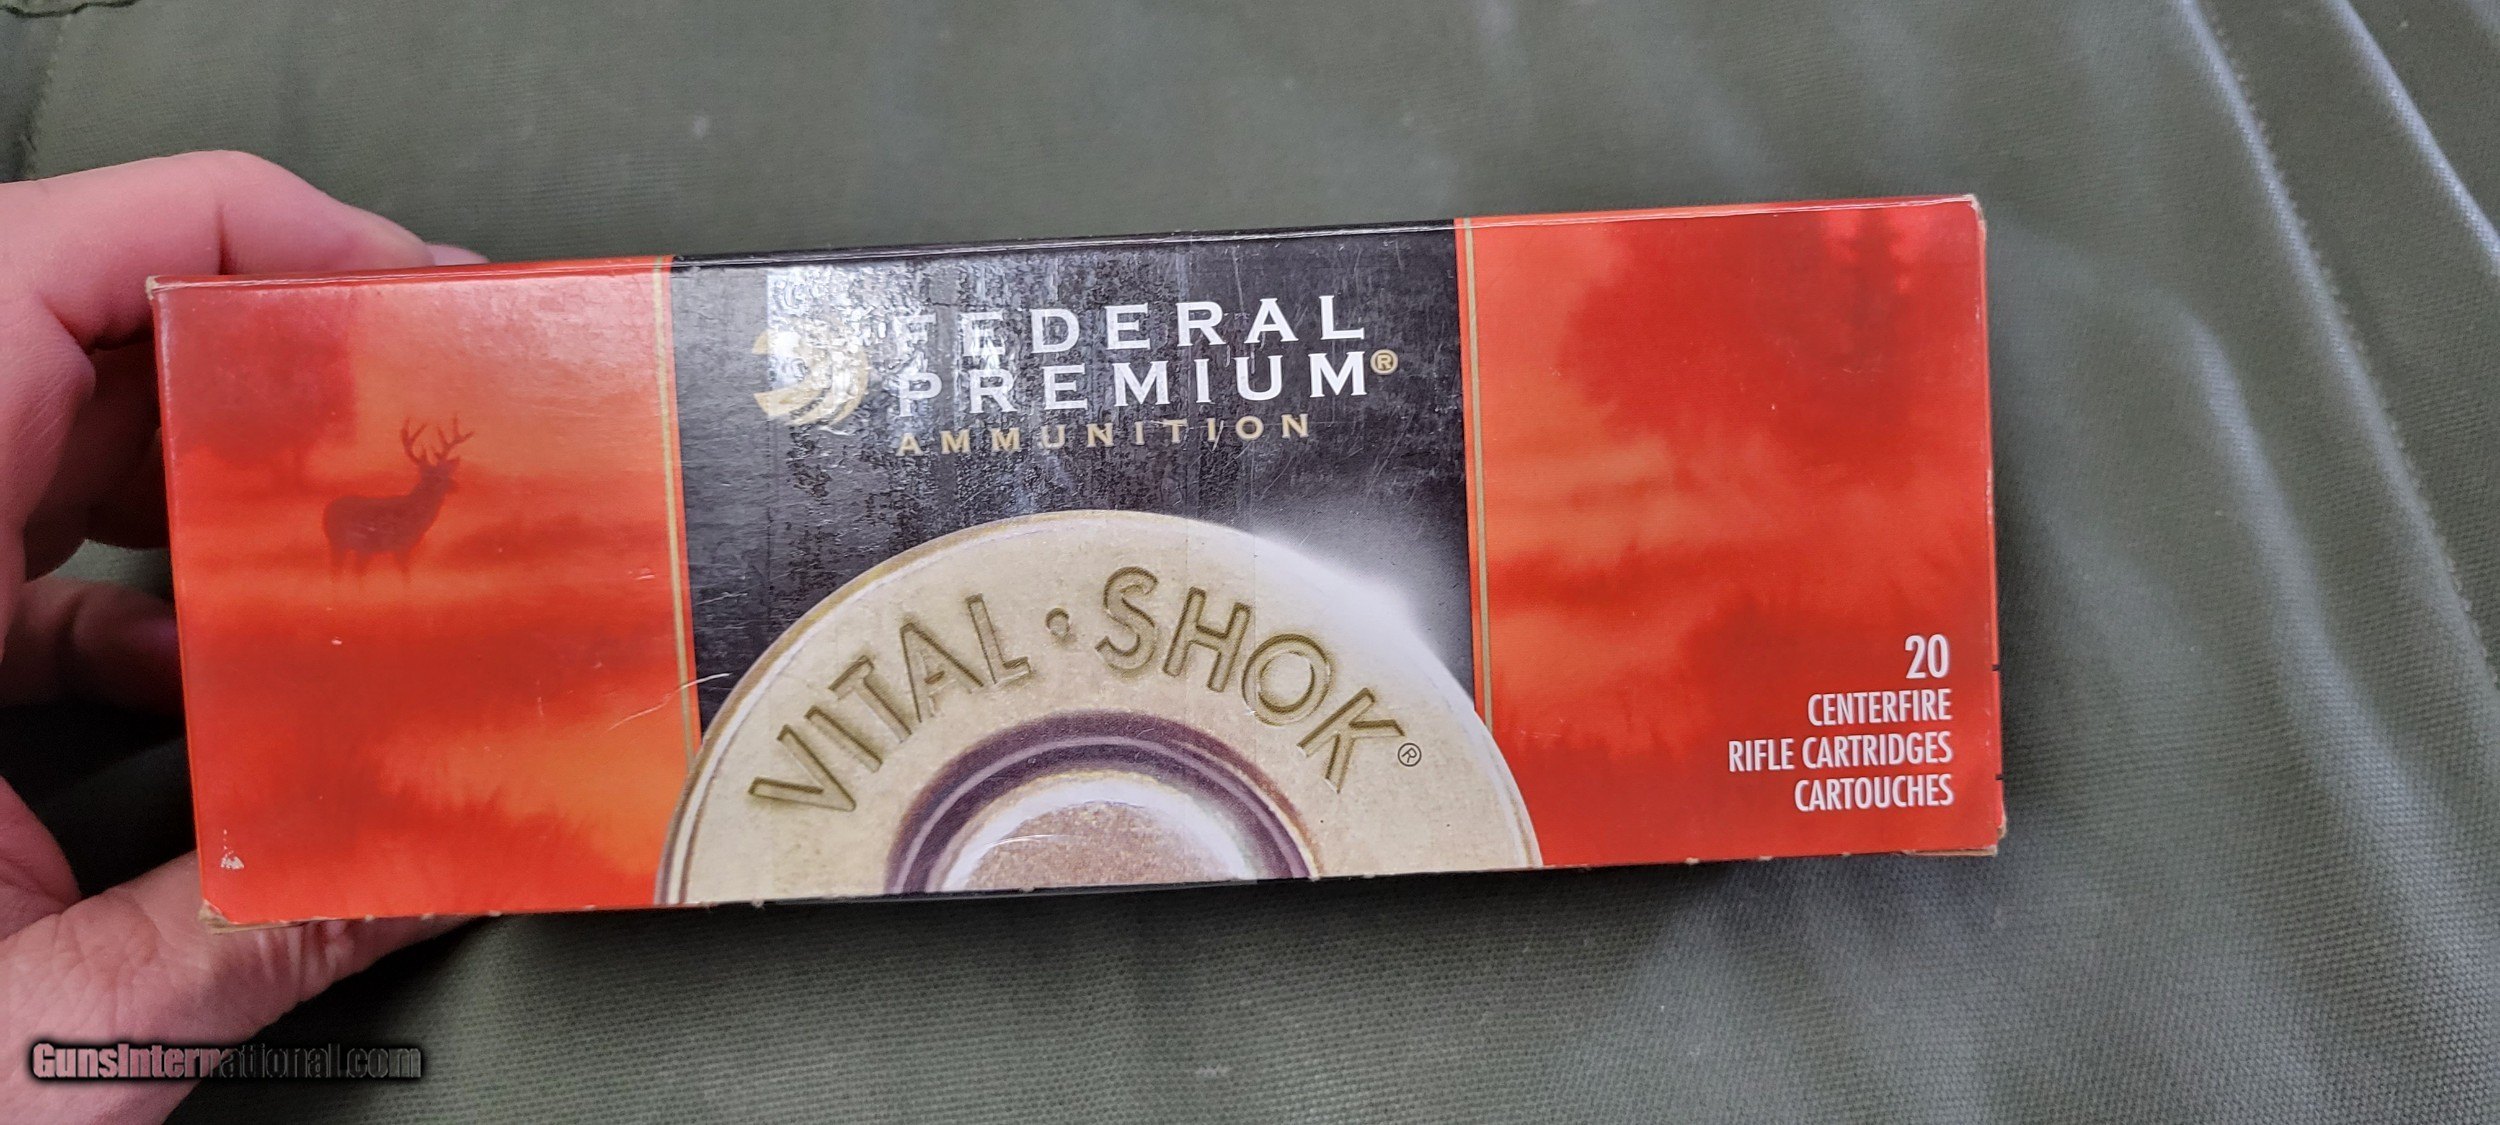 FEDERAL
PREMIUM®
AMMUNITION
VITAL·SHOK®
20
CENTERFIRE
RIFLE CARTRIDGES
CARTOUCHES
GunsInternational.com